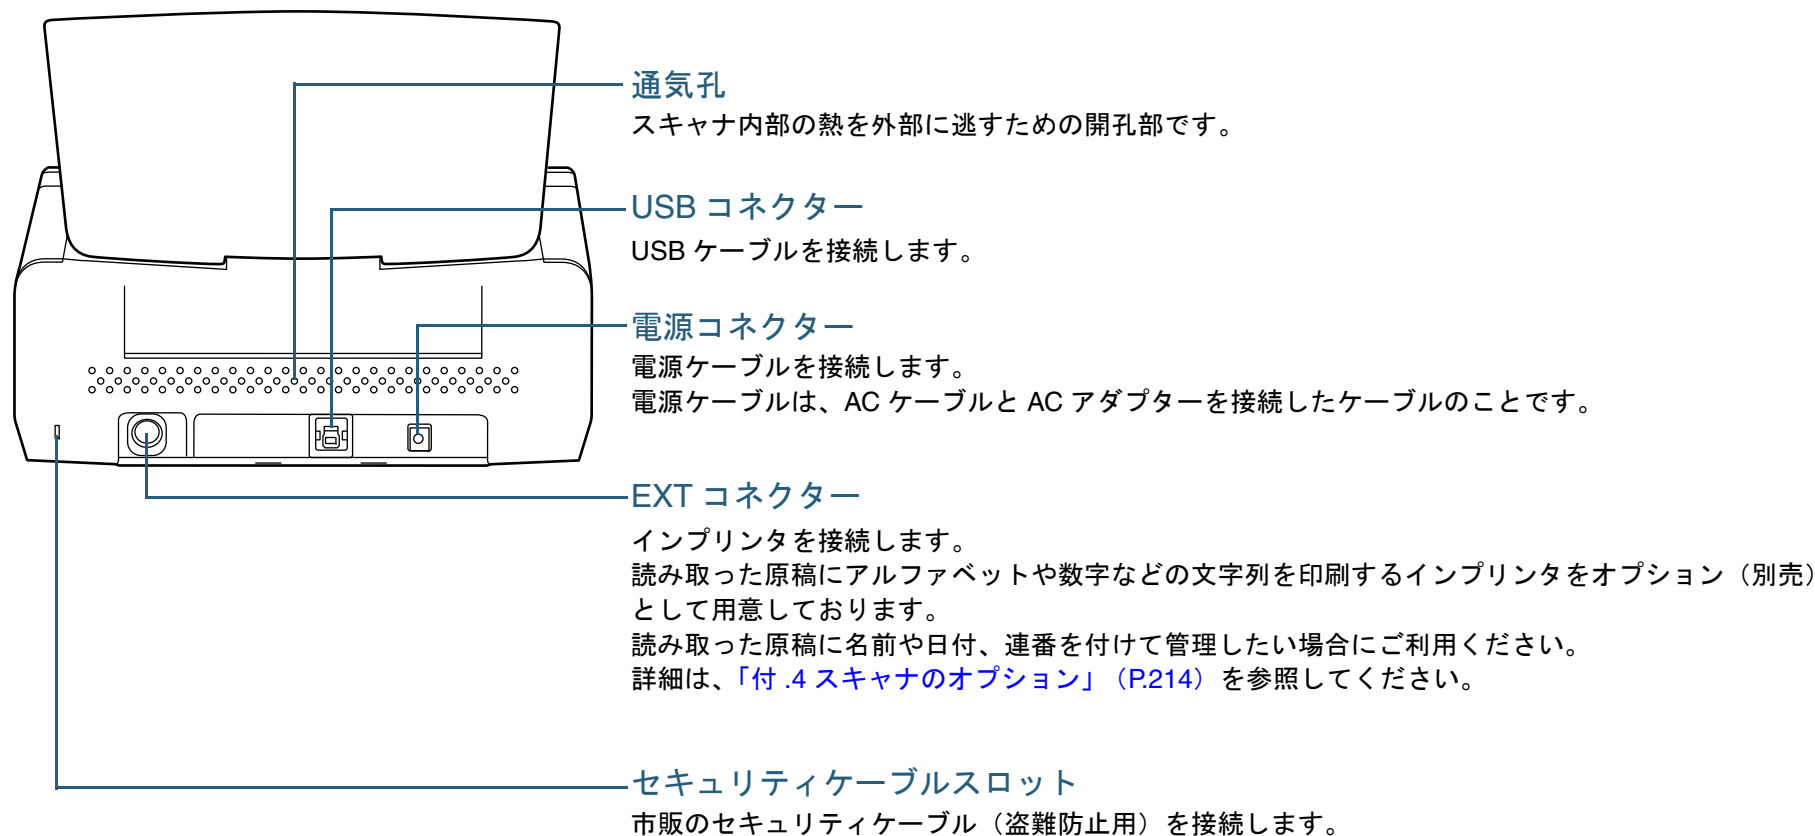 通気孔
スキャナ内部の熱を外部に逃すための開孔部です。
USB コネクター
USB ケーブルを接続します。
電源コネクター
電源ケーブルを接続します。
電源ケーブルは、AC ケーブルと AC アダプターを接続したケーブルのことです。
EXT コネクター
インプリンタを接続します。
読み取った原稿にアルファベットや数字などの文字列を印刷するインプリンタをオプション（別売）
として用意しております。
読み取った原稿に名前や日付、連番を付けて管理したい場合にご利用ください。
詳細は、「付 .4 スキャナのオプション」（P.214）を参照してください。
セキュリティケーブルスロット
市販のセキュリティケーブル（盗難防止用）を接続します。